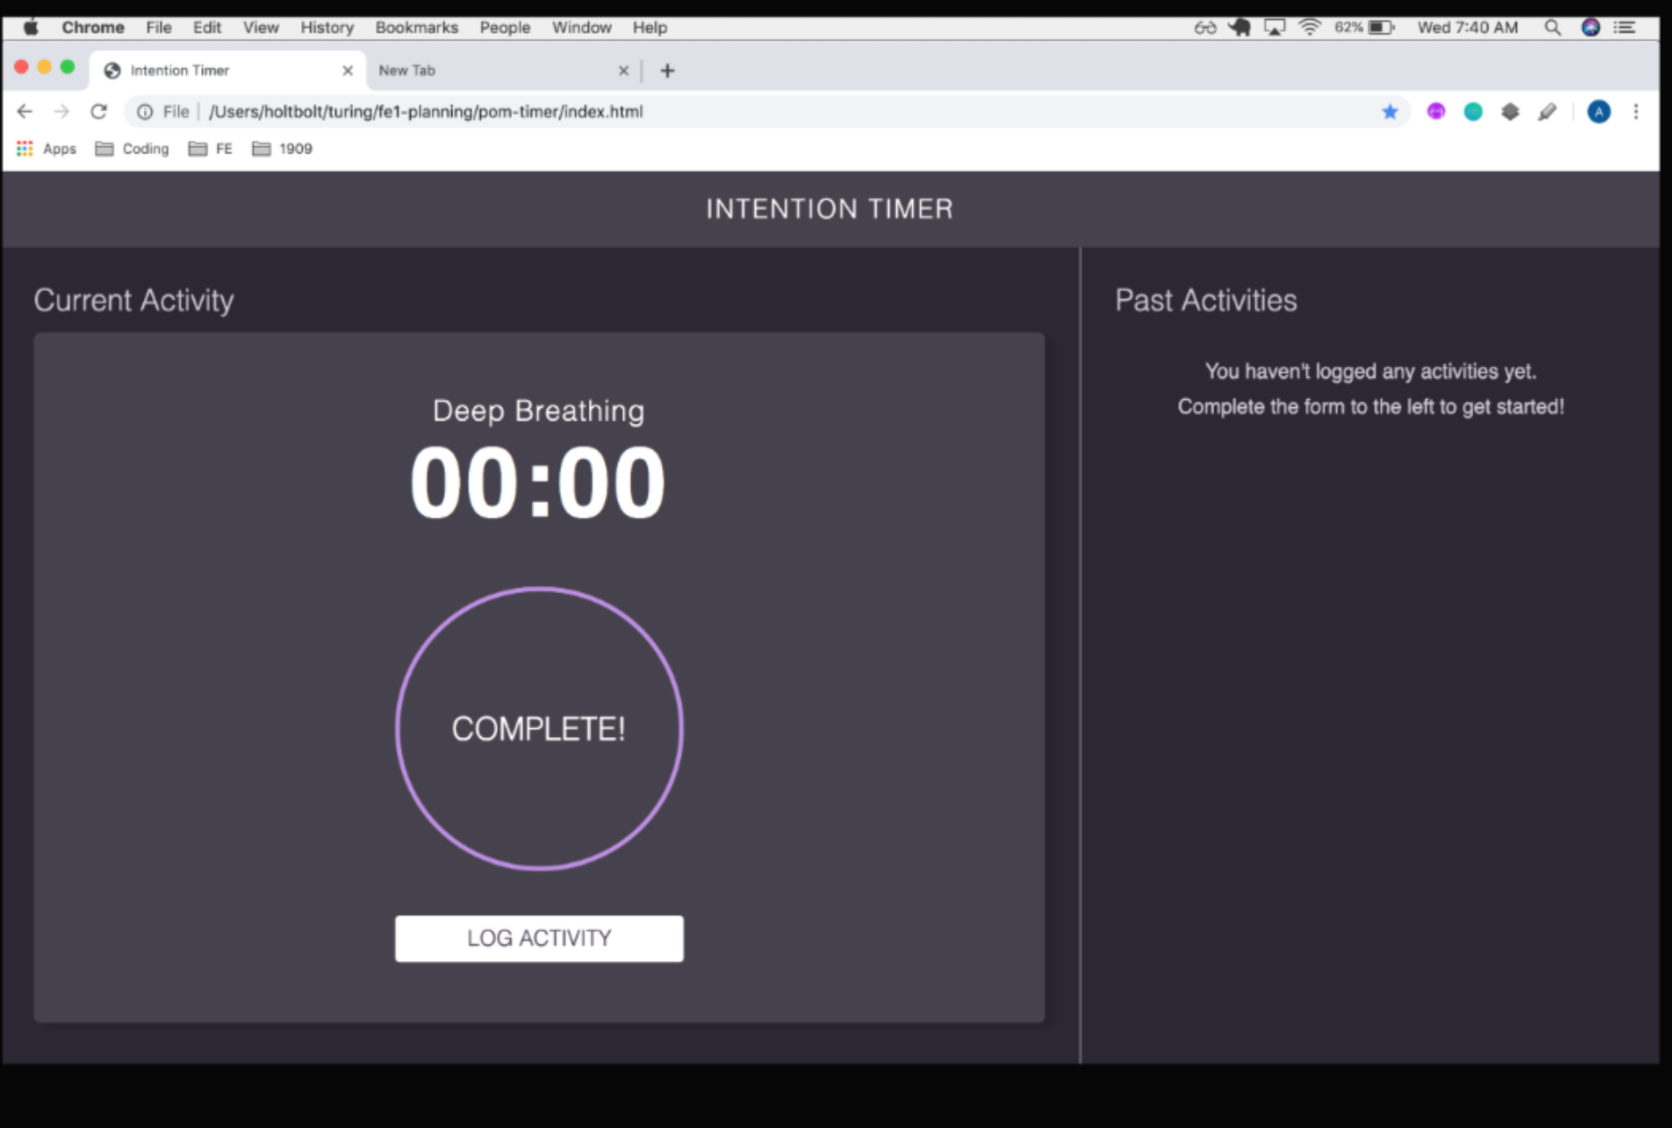 Chrome File Edit View History Bookmarks People Window Help 62% Wed 7:40 AM
Intention Timer New Tab
File /Users/holtbolt/turing/fe1-planning/pom-timer/index.html A
Apps Coding FE 1909
INTENTION TIMER
Current Activity
Deep Breathing
00:00
COMPLETE!
LOG ACTIVITY
Past Activities
You haven't logged any activities yet.
Complete the form to the left to get started!